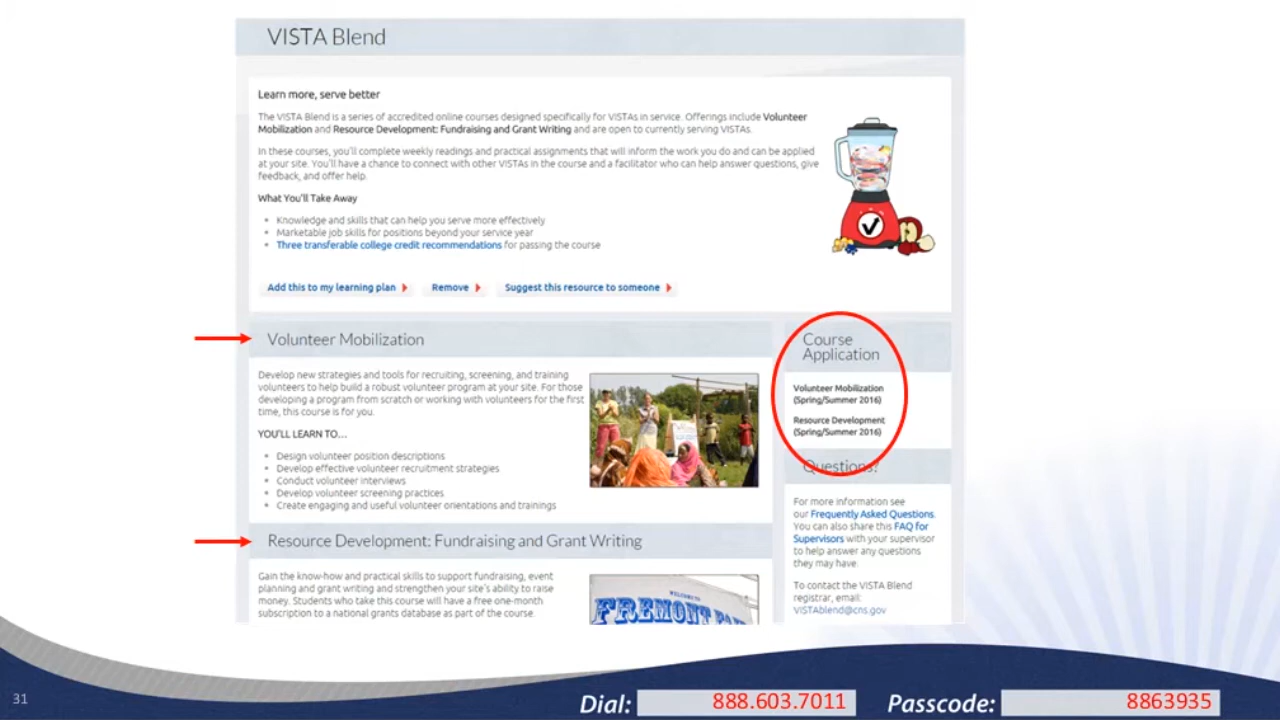 VISTA Blend
Learn more, serve better
The VISTA Blend is a series of accredited online courses designed specifically for VISTAs in service. Offerings include Volunteer
Mobilization and Resource Development: Fundraising and Grant Writing and are open to currently serving VISTAs.
In these courses, you'll complete weekly readings and practical assignments that will inform the work you do and can be applied
at your site. You'll have a chance to connect with other VISTAs in the course and a facilitator who can help answer questions, give
feedback, and offer help.
What You'll Take Away
• Knowledge and skills that can help you serve more effectively
• Marketable job skills for positions beyond your service year
• Three transferable college credit recommendations for passing the course
Add this to my learning plan
Remove
Suggest this resource to someone
Volunteer Mobilization
Develop new strategies and tools for recruiting, screening, and training
volunteers to help build a robust volunteer program at your site. For those
developing a program from scratch or working with volunteers for the first
time, this course is for you.
YOU'LL LEARN TO...
• Design volunteer position descriptions
• Develop effective volunteer recruitment strategies
• Conduct volunteer interviews
• Develop volunteer screening practices
• Create engaging and useful volunteer orientations and trainings
Resource Development: Fundraising and Grant Writing
Gain the know-how and practical skills to support fundraising, event
planning and grant writing and strengthen your site's ability to raise
money. Students who take this course will have a free one-month
subscription to a national grants database as part of the course.
WELCOME TO
FREMONT
Course
Application
Volunteer Mobilization
(Spring/Summer 2016)
Resource Development
(Spring/Summer 2016)
Questions?
For more information see
our Frequently Asked Questions.
You can also share this FAQ for
Supervisors with your supervisor
to help answer any questions
they may have.
To contact the VISTA Blend
registrar, email:
VISTAblend@cns.gov
31
Dial: 888.603.7011
Passcode: 8863935